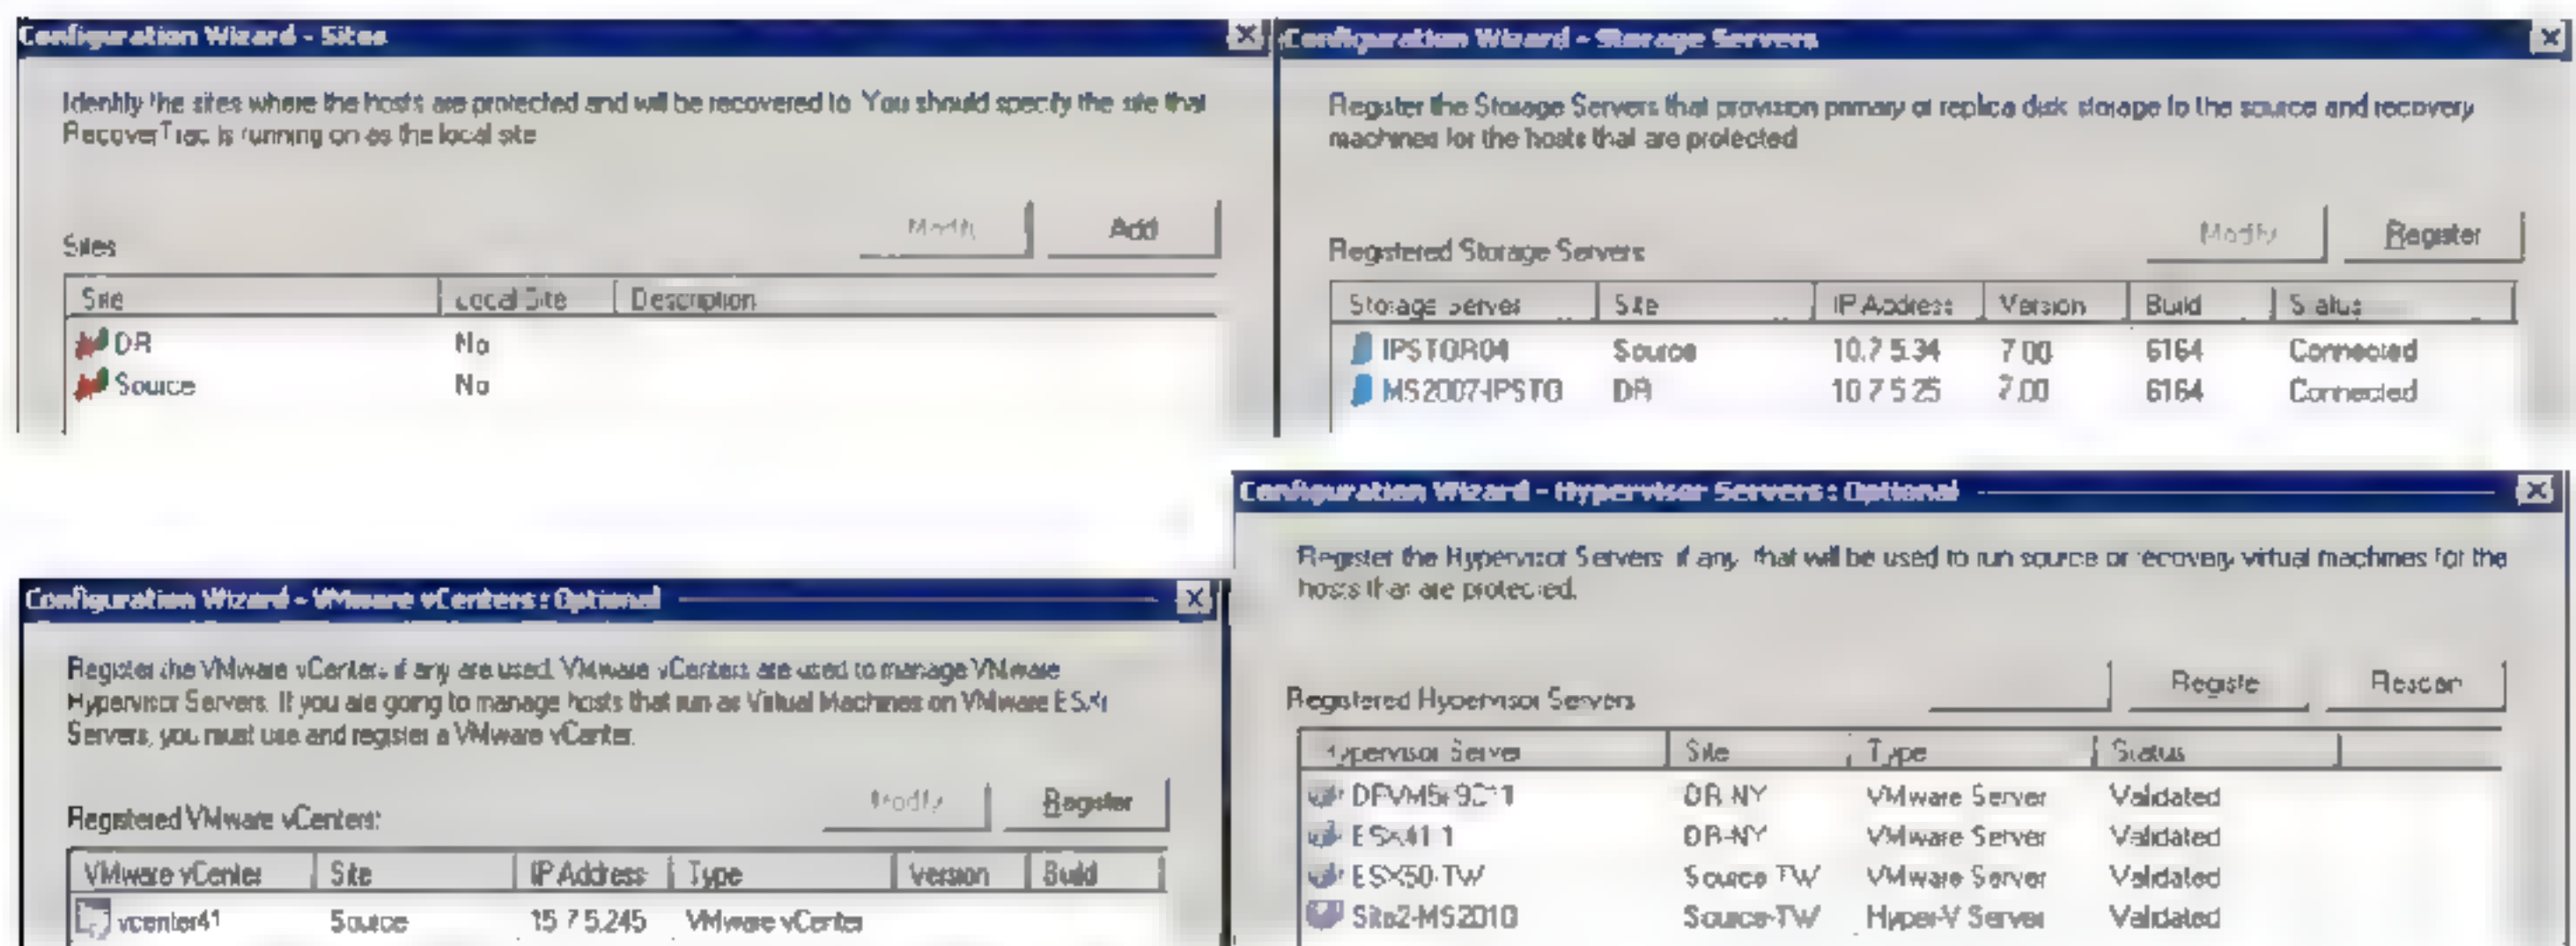 Configuration Wizard - Sites
Identify the sites where the hosts are protected and will be recovered to. You should specify the site that
RecoverTrac is running on as the local site
Modify Add
Sites
Site Local Site Description
DR No
Source No
Configuration Wizard - Storage Servers
Register the Storage Servers that provision primary or replica disk storage to the source and recovery
machines for the hosts that are protected
Modify Register
Registered Storage Servers
Storage Server Site IP Address Version Build Status
IPSTOR04 Source 10.7.5.34 7.00 6164 Connected
MS2007-IPSTO DR 10.7.5.25 7.00 6164 Connected
Configuration Wizard - VMware vCenters : Optional
Register the VMware vCenters if any are used. VMware vCenters are used to manage VMware
Hypervisor Servers. If you are going to manage hosts that run as Virtual Machines on VMware ESXi
Servers, you must use and register a VMware vCenter.
Modify Register
Registered VMware vCenters:
VMware vCenter Site IP Address Type Version Build
vcenter41 Source 15.7.5.245 VMware vCenter
Configuration Wizard - Hypervisor Servers : Optional
Register the Hypervisor Servers if any that will be used to run source or recovery virtual machines for the
hosts that are protected.
Registe Rescan
Registered Hypervisor Servers
Hypervisor Server Site Type Status
DR-NY VMware Server Validated
ESX41-1 DR-NY VMware Server Validated
ESX50-TW Source-TW VMware Server Validated
Site2-MS2010 Source-TW Hyper-V Server Validated